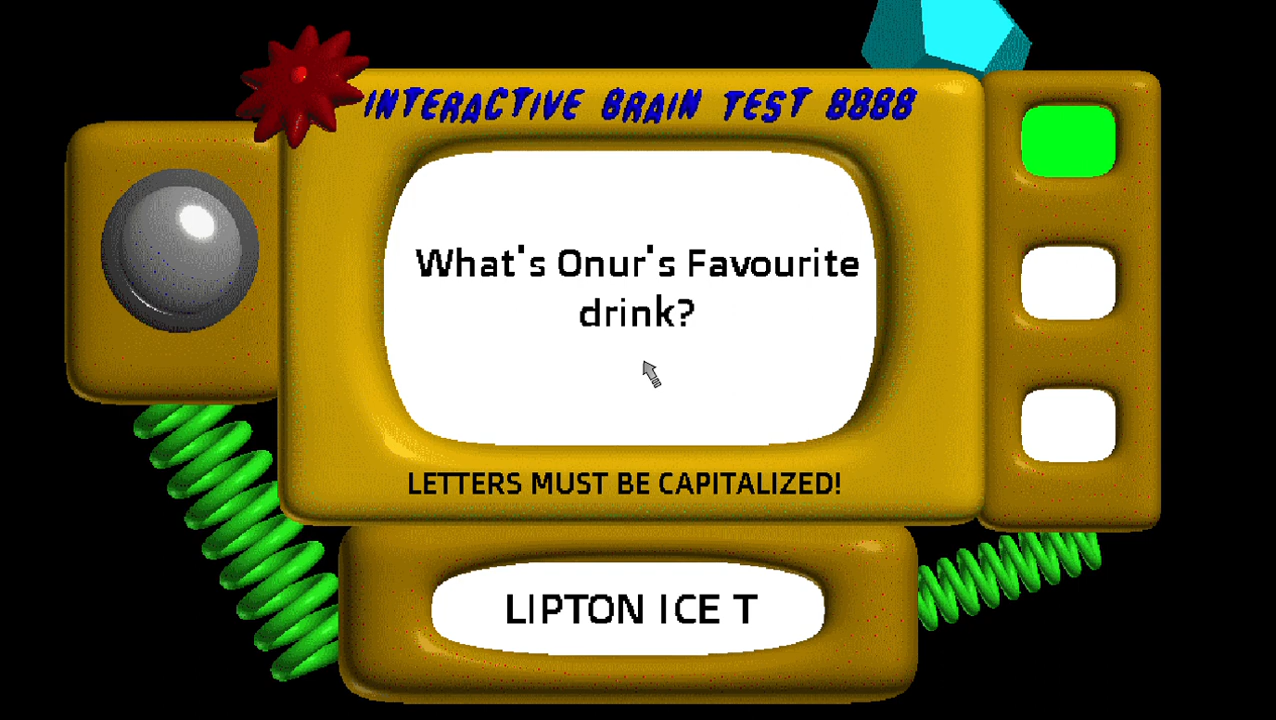 INTERACTIVE BRAIN TEST 8888
What's Onur's Favourite
drink?
LETTERS MUST BE CAPITALIZED!
LIPTON ICE T